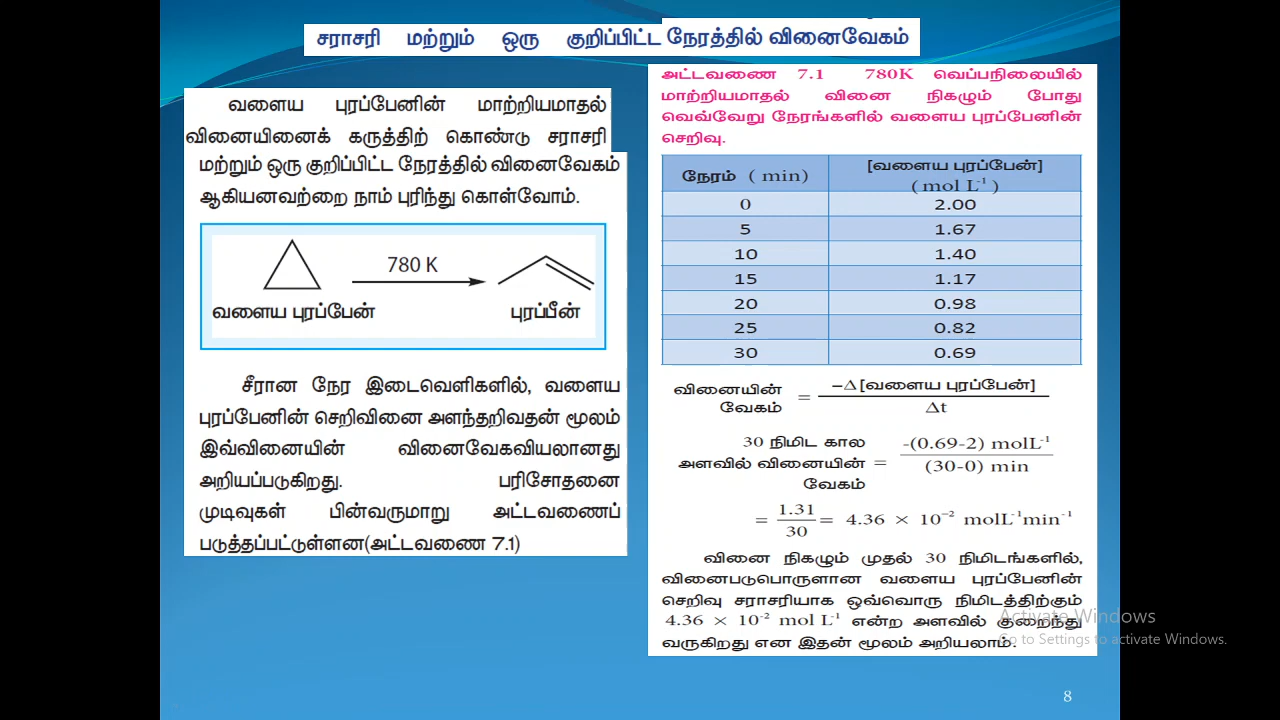 சராசரி மற்றும் ஒரு குறிப்பிட்ட நேரத்தில் வினைவேகம்
வளைய புரப்பேனின் மாற்றியமாதல்
வினையினைக் கருத்திற் கொண்டு சராசரி
மற்றும் ஒரு குறிப்பிட்ட நேரத்தில் வினைவேகம்
ஆகியனவற்றை நாம் புரிந்து கொள்வோம்.
780 K
வளைய புரப்பேன் புரப்பீன்
சீரான நேர இடைவெளிகளில், வளைய
புரப்பேனின் செறிவினை அளந்தறிவதன் மூலம்
இவ்வினையின் வினைவேகவியலானது
அறியப்படுகிறது. பரிசோதனை
முடிவுகள் பின்வருமாறு அட்டவணைப்
படுத்தப்பட்டுள்ளன(அட்டவணை 7.1)
அட்டவணை 7.1 780K வெப்பநிலையில்
மாற்றியமாதல் வினை நிகழும் போது
வெவ்வேறு நேரங்களில் வளைய புரப்பேனின்
செறிவு.
நேரம் ( min) [வளைய புரப்பேன்]
( mol L⁻¹ )
0 2.00
5 1.67
10 1.40
15 1.17
20 0.98
25 0.82
30 0.69
வினையின் வேகம் = −Δ [வளைய புரப்பேன்] / Δt
30 நிமிட கால
அளவில் வினையின் = -(0.69-2) molL⁻¹ / (30-0) min
வேகம்
= 1.31/30 = 4.36 × 10⁻² molL⁻¹min⁻¹
வினை நிகழும் முதல் 30 நிமிடங்களில்,
வினைபடுபொருளான வளைய புரப்பேனின்
செறிவு சராசரியாக ஒவ்வொரு நிமிடத்திற்கும்
4.36 × 10⁻² mol L⁻¹ என்ற அளவில் குறைந்து
வருகிறது என இதன் மூலம் அறியலாம்.
Activate Windows
Go to Settings to activate Windows.
8